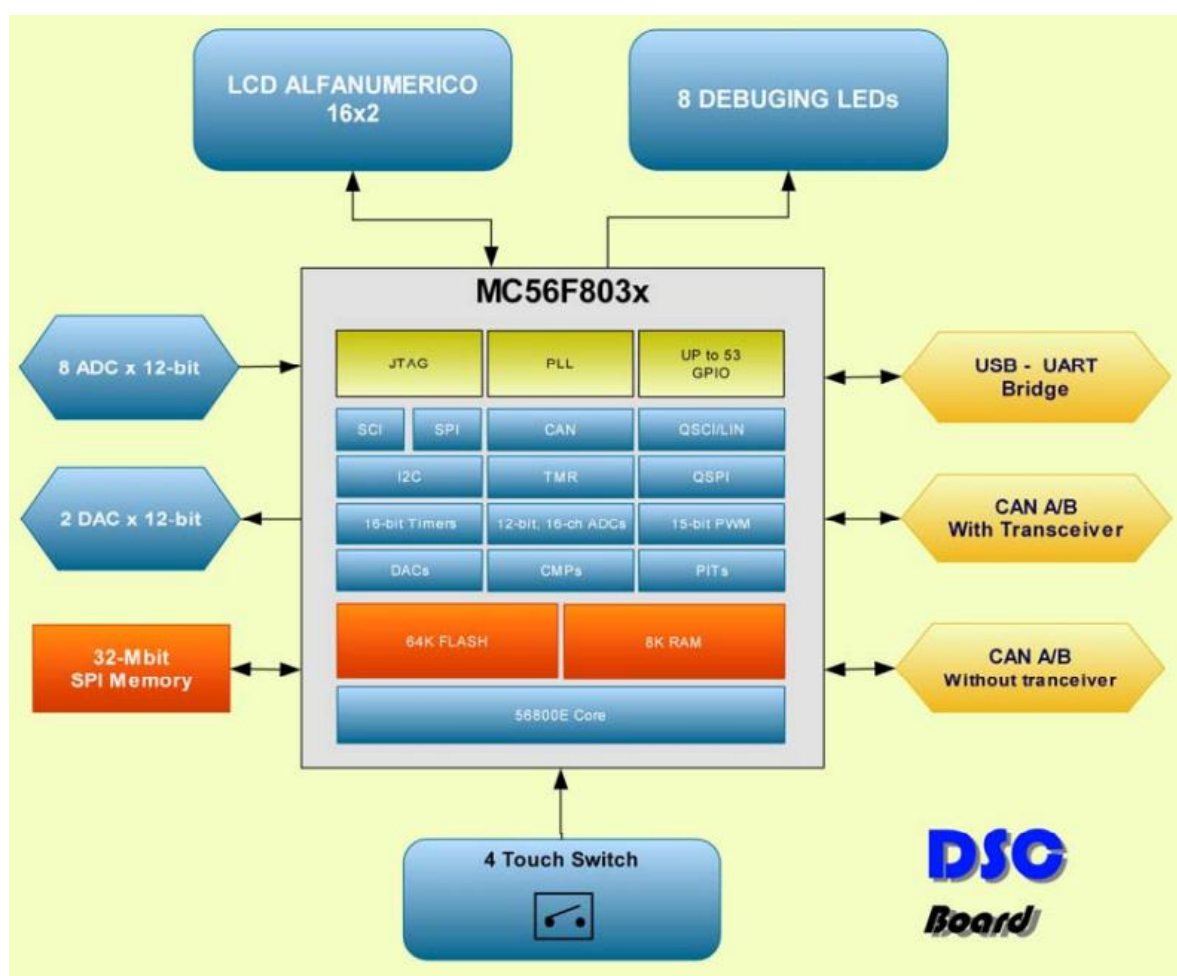 LCD ALFANUMERICO
16x2
8 DEBUGING LEDs
MC56F803x
JTAG
PLL
UP to 53
GPIO
8 ADC x 12-bit
USB - UART
Bridge
SCI
SPI
CAN
QSCI/LIN
I2C
TMR
QSPI
2 DAC x 12-bit
16-bit Timers
12-bit, 16-ch ADCs
15-bit PWM
CAN A/B
With Transceiver
DACs
CMPs
PITs
32-Mbit
SPI Memory
64K FLASH
8K RAM
CAN A/B
Without tranceiver
56800E Core
4 Touch Switch
DSC
Board